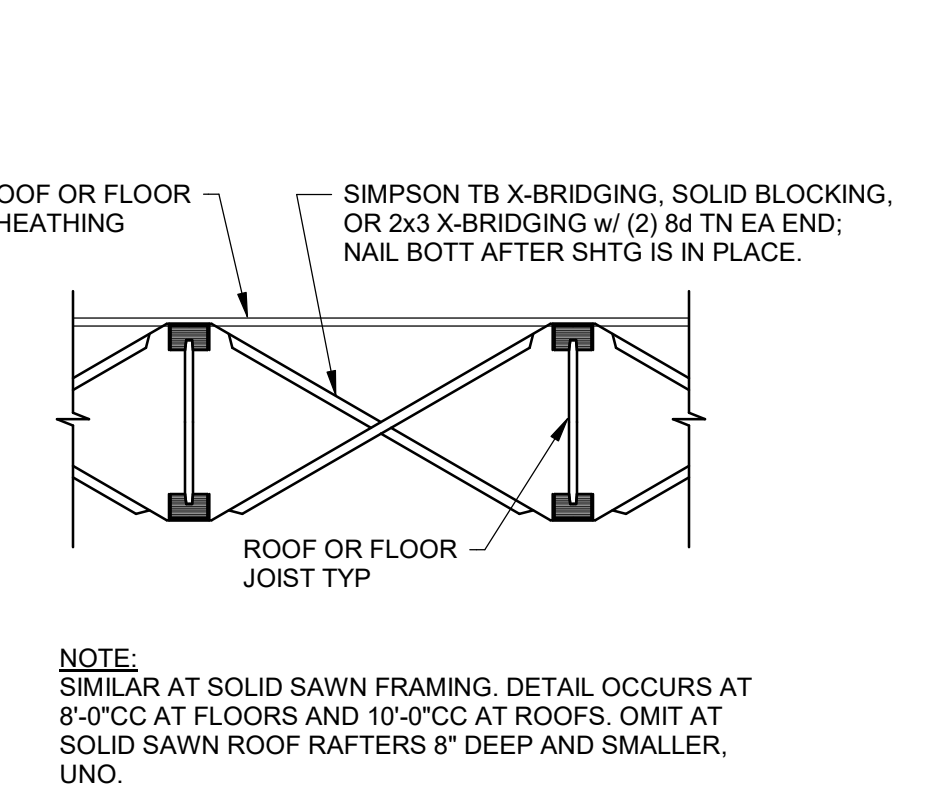 OOF OR FLOOR
HEATHING
SIMPSON TB X-BRIDGING, SOLID BLOCKING,
OR 2x3 X-BRIDGING w/ (2) 8d TN EA END;
NAIL BOTT AFTER SHTG IS IN PLACE.
ROOF OR FLOOR
JOIST TYP
NOTE:
SIMILAR AT SOLID SAWN FRAMING. DETAIL OCCURS AT
8'-0"CC AT FLOORS AND 10'-0"CC AT ROOFS. OMIT AT
SOLID SAWN ROOF RAFTERS 8" DEEP AND SMALLER,
UNO.